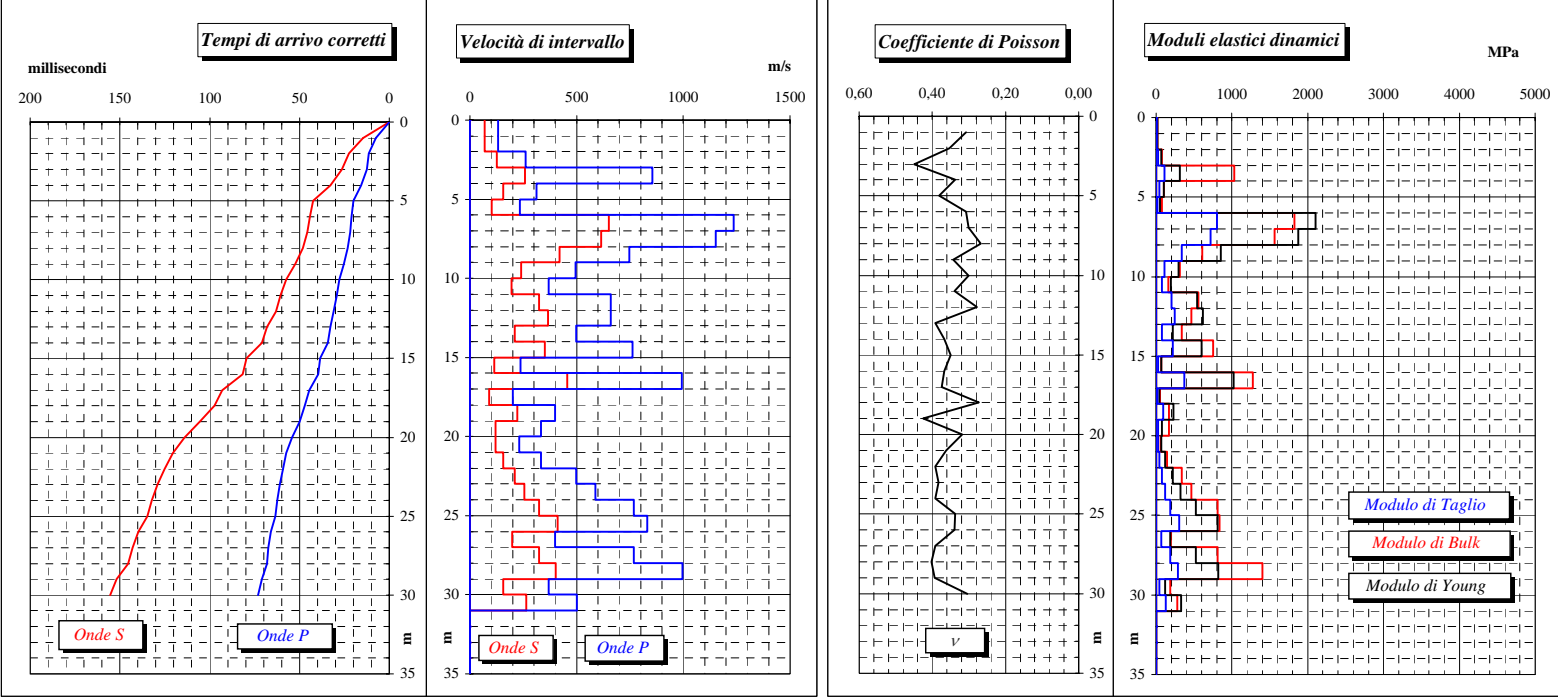 Tempi di arrivo corretti
millisecondi
200 150 100 50 0
0
5
10
15
20
25
30
35
m
Onde S
Onde P
Velocità di intervallo
m/s
0 500 1000 1500
0
5
10
15
20
25
30
35
m
Onde S
Onde P
Coefficiente di Poisson
0,60 0,40 0,20 0,00
0
5
10
15
20
25
30
35
m
ν
Moduli elastici dinamici
MPa
0 1000 2000 3000 4000 5000
0
5
10
15
20
25
30
35
m
Modulo di Taglio
Modulo di Bulk
Modulo di Young